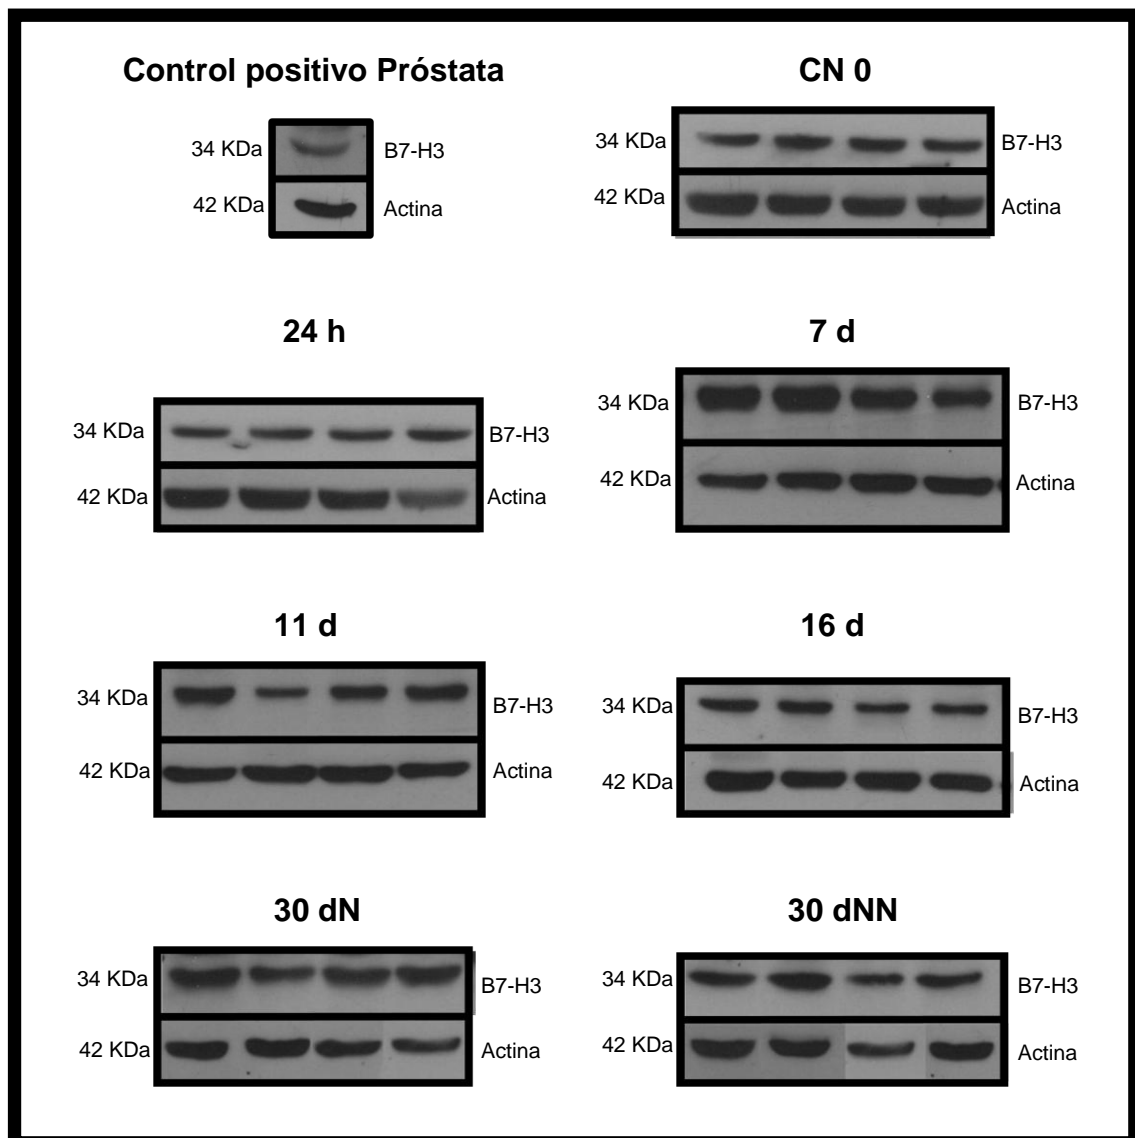 Control positivo Próstata
34 KDa B7-H3
42 KDa Actina
CN 0
34 KDa B7-H3
42 KDa Actina
24 h
34 KDa B7-H3
42 KDa Actina
7 d
34 KDa B7-H3
42 KDa Actina
11 d
34 KDa B7-H3
42 KDa Actina
16 d
34 KDa B7-H3
42 KDa Actina
30 dN
34 KDa B7-H3
42 KDa Actina
30 dNN
34 KDa B7-H3
42 KDa Actina